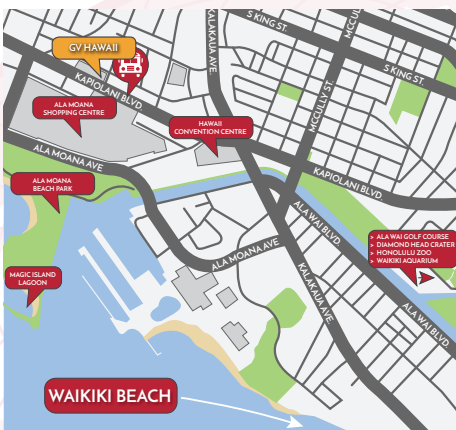 S KING ST.
MCCULLY
KALAKAUA AVE.
GV HAWAII
S KING ST.
KAPIOLANI BLVD.
MCCULLY ST.
ALA MOANA
SHOPPING CENTRE
HAWAII
CONVENTION CENTRE
ALA MOANA AVE
KAPIOLANI BLVD.
ALA MOANA
BEACH PARK
ALA WAI BLVD.
> ALA WAI GOLF COURSE
> DIAMOND HEAD CRATER
> HONOLULU ZOO
> WAIKIKI AQUARIUM
ALA MOANA AVE
MAGIC ISLAND
LAGOON
KALAKAUA AVE.
ALA WAI BLVD.
WAIKIKI BEACH